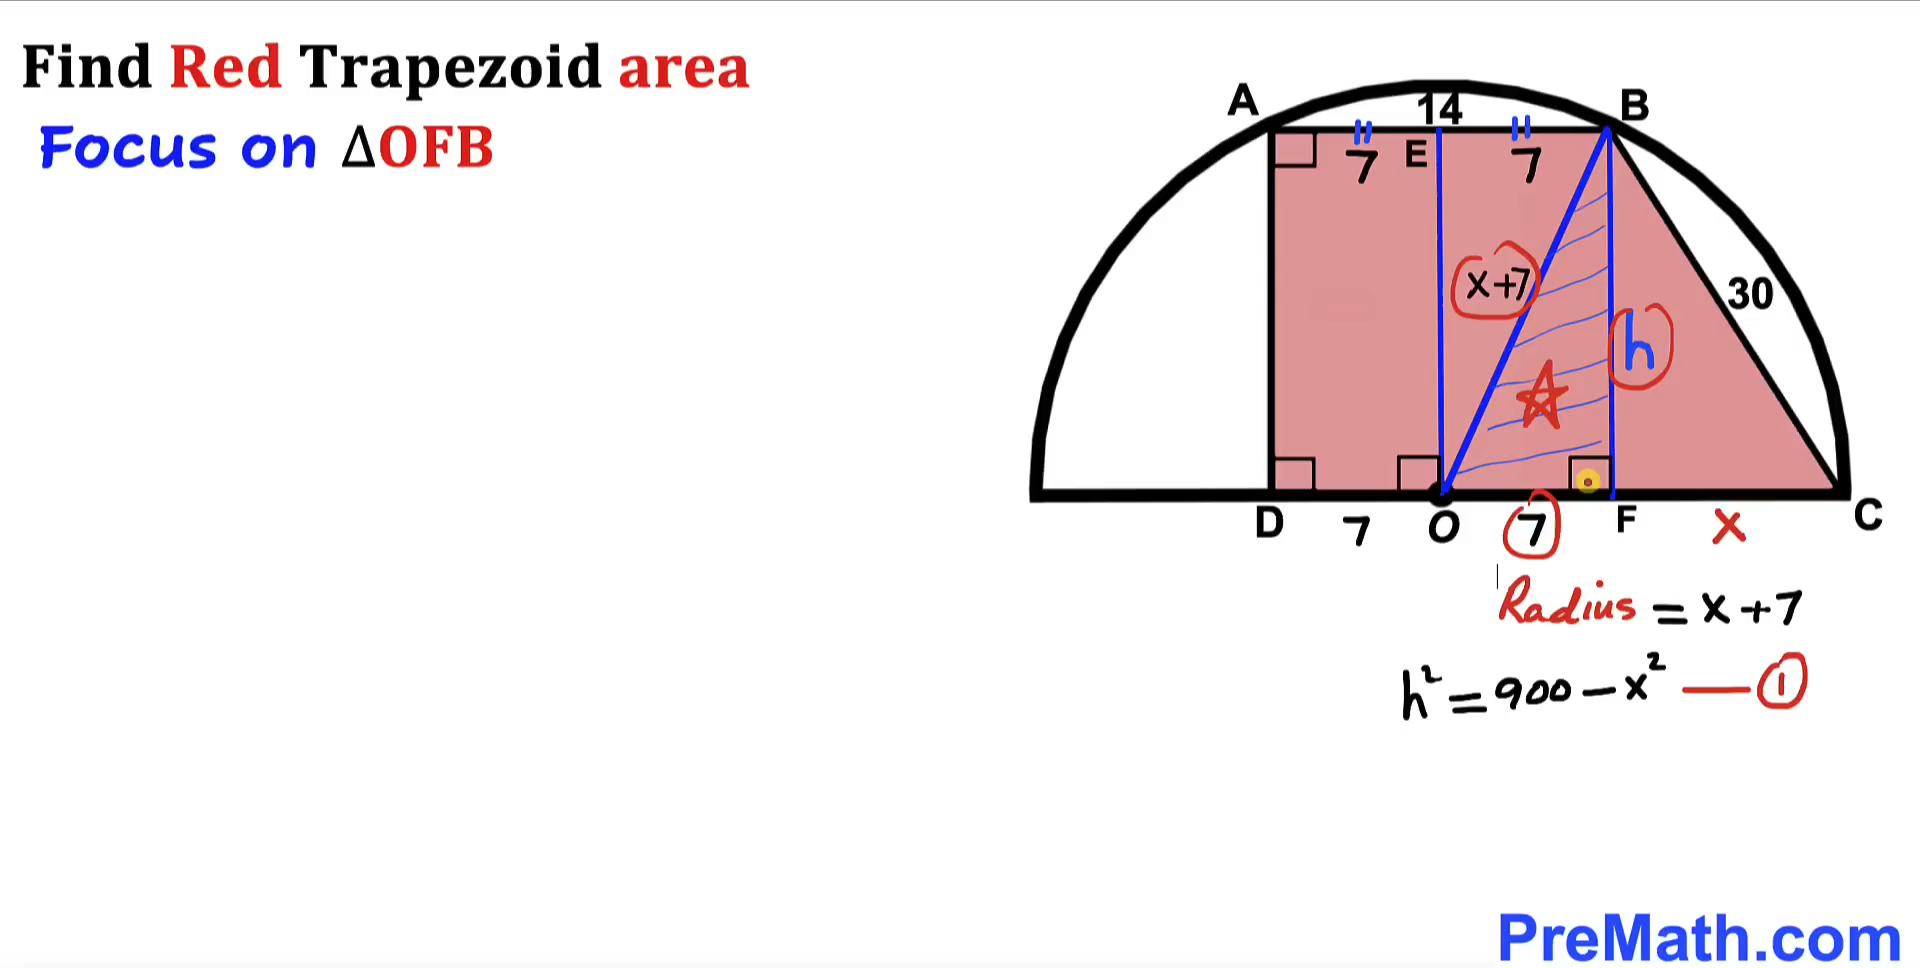 Find Red Trapezoid area
Focus on ΔOFB
A
14
B
7
E
7
x+7
30
h
D
7
O
7
F
x
C
Radius = x+7
h² = 900 − x² — ①
PreMath.com